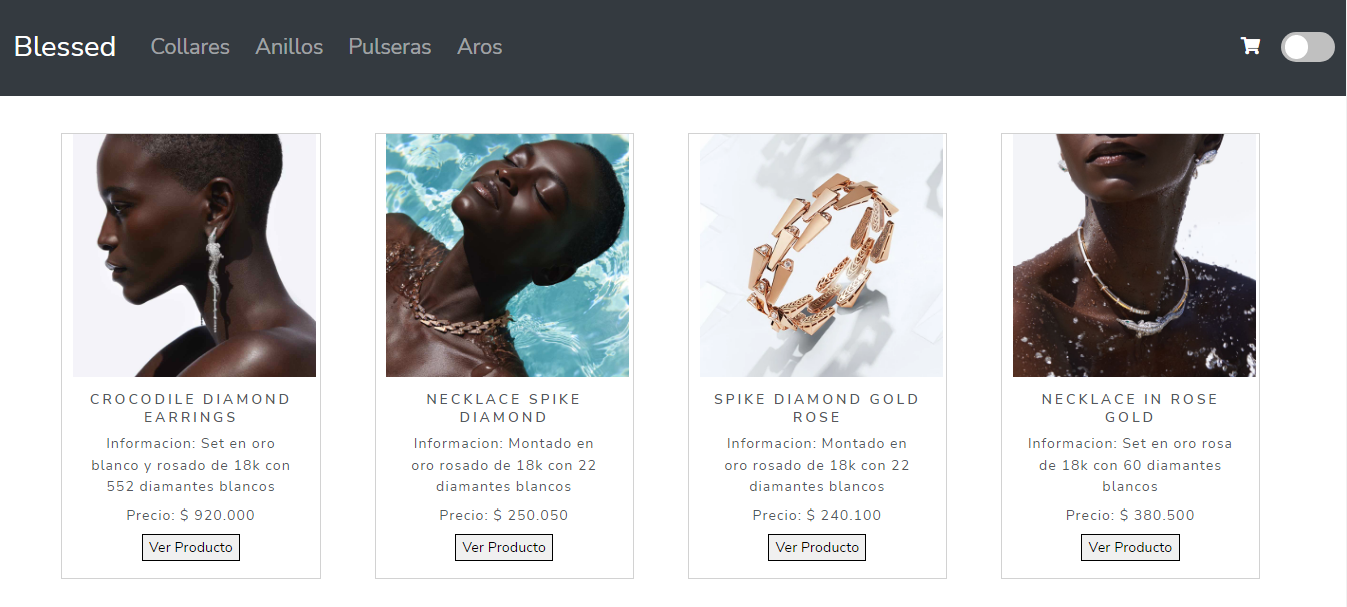 Blessed Collares Anillos Pulseras Aros
CROCODILE DIAMOND
EARRINGS
Informacion: Set en oro
blanco y rosado de 18k con
552 diamantes blancos
Precio: $ 920.000
Ver Producto
NECKLACE SPIKE
DIAMOND
Informacion: Montado en
oro rosado de 18k con 22
diamantes blancos
Precio: $ 250.050
Ver Producto
SPIKE DIAMOND GOLD
ROSE
Informacion: Montado en
oro rosado de 18k con 22
diamantes blancos
Precio: $ 240.100
Ver Producto
NECKLACE IN ROSE
GOLD
Informacion: Set en oro rosa
de 18k con 60 diamantes
blancos
Precio: $ 380.500
Ver Producto